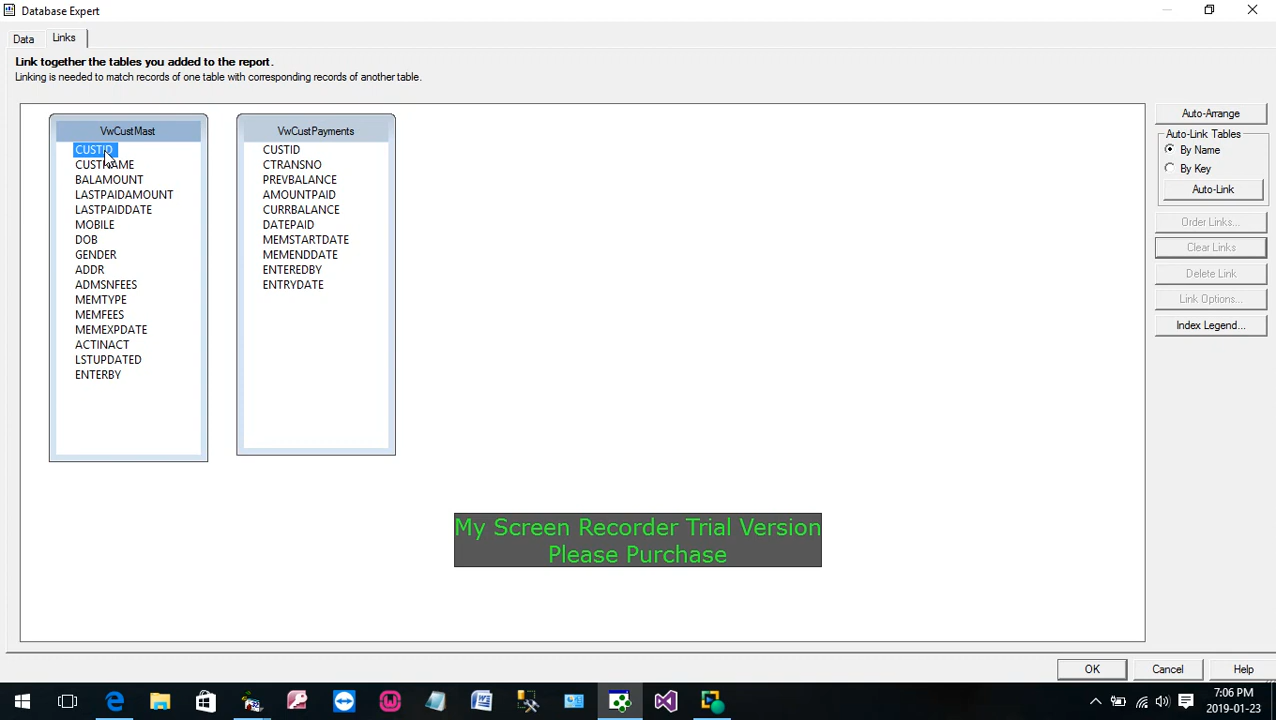 Database Expert
Data
Links
Link together the tables you added to the report.
Linking is needed to match records of one table with corresponding records of another table.
VwCustMast
CUSTID
CUSTNAME
BALAMOUNT
LASTPAIDAMOUNT
LASTPAIDDATE
MOBILE
DOB
GENDER
ADDR
ADMSNFEES
MEMTYPE
MEMFEES
MEMEXPDATE
ACTINACT
LSTUPDATED
ENTERBY
VwCustPayments
CUSTID
CTRANSNO
PREVBALANCE
AMOUNTPAID
CURRBALANCE
DATEPAID
MEMSTARTDATE
MEMENDDATE
ENTEREDBY
ENTRYDATE
Auto-Arrange
Auto-Link Tables
By Name
By Key
Auto-Link
Order Links...
Clear Links
Delete Link
Link Options...
Index Legend...
My Screen Recorder Trial Version
Please Purchase
OK
Cancel
Help
7:06 PM
2019-01-23